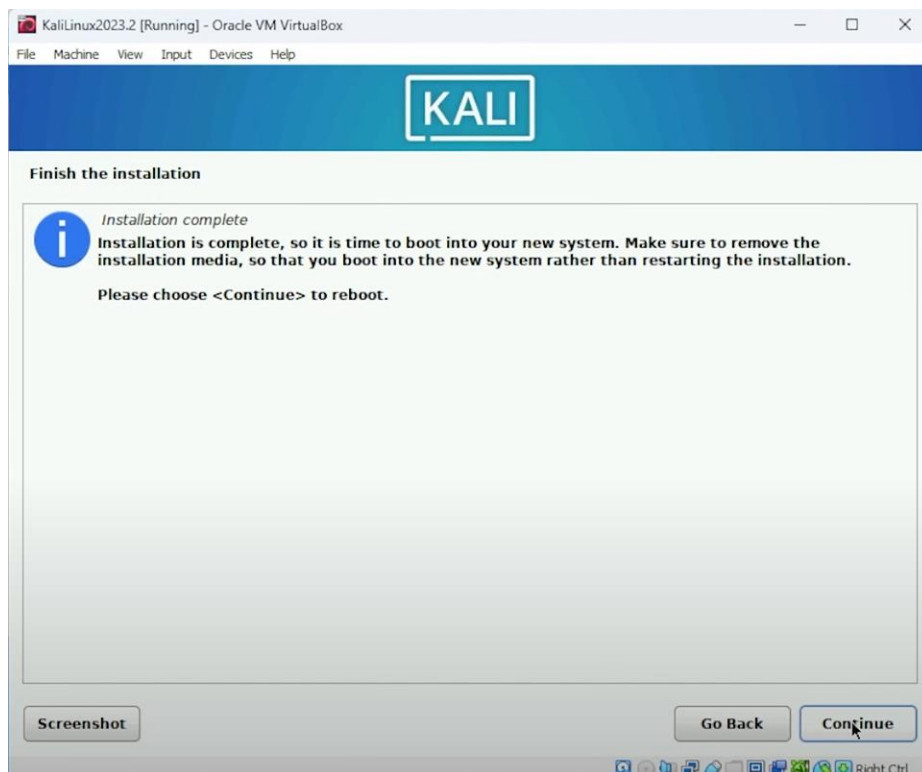 KaliLinux2023.2 [Running] - Oracle VM VirtualBox
File Machine View Input Devices Help
KALI
Finish the installation
Installation complete
Installation is complete, so it is time to boot into your new system. Make sure to remove the
installation media, so that you boot into the new system rather than restarting the installation.
Please choose <Continue> to reboot.
Screenshot
Go Back
Continue
Right Ctrl